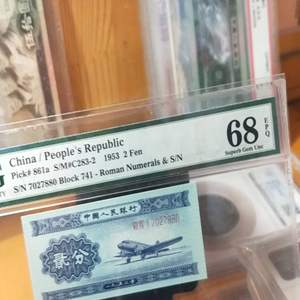 China / People's Republic
Pick# 861a S/M#C283-2 1953 2 Fen
S/N 7027880 Block 741 - Roman Numerals & S/N
68 EPQ
Superb Gem Unc
中国人民银行
7027880
贰分